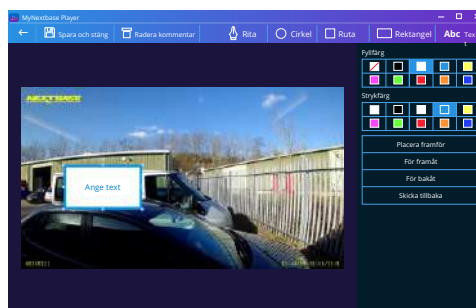 MyNextbase Player
Spara och stäng
Radera kommentar
Rita
Cirkel
Ruta
Rektangel
Abc Tex
t
Fyllfärg
Strykfärg
Placera framför
För framåt
För bakåt
Skicka tillbaka
NEXTBASE
Ange text